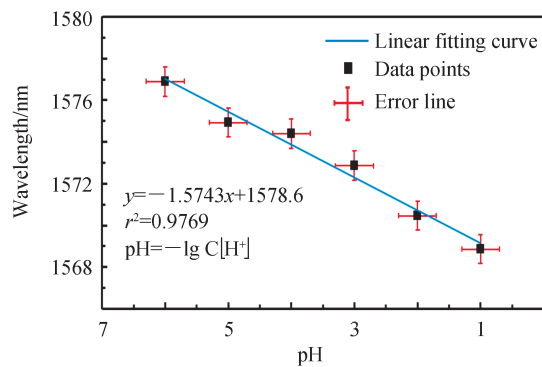 1580
1576
1572
1568
Wavelength/nm
Linear fitting curve
Data points
Error line
y=−1.5743x+1578.6
r²=0.9769
pH=−lg C[H⁺]
7 5 3 1
pH